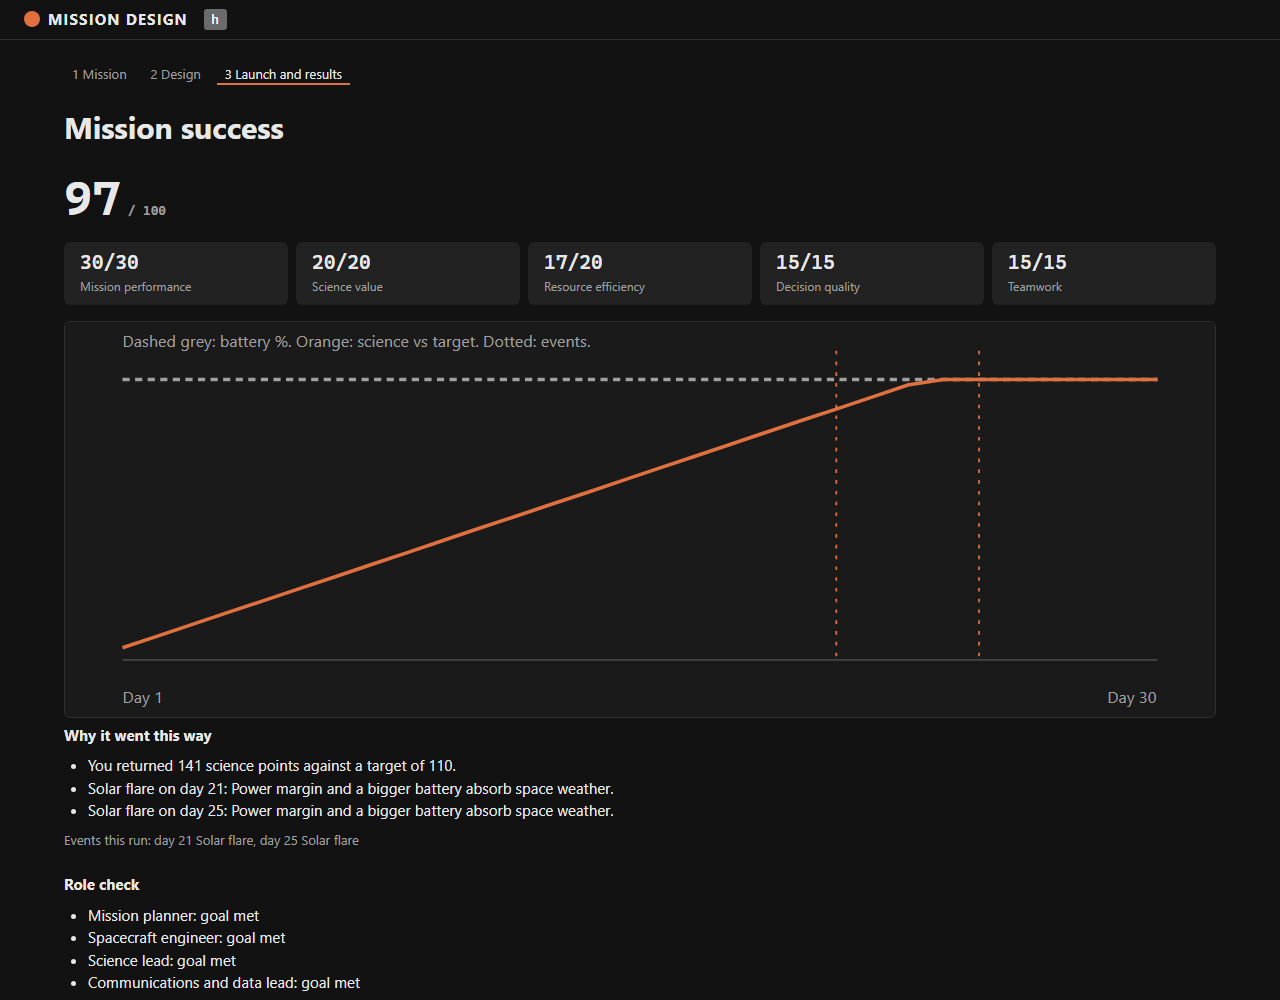 MISSION DESIGN h
1 Mission 2 Design 3 Launch and results
Mission success
97 / 100
30/30 20/20 17/20 15/15 15/15
Mission performance Science value Resource efficiency Decision quality Teamwork
Dashed grey: battery %. Orange: science vs target. Dotted: events.
Day 1 Day 30
Why it went this way
• You returned 141 science points against a target of 110.
• Solar flare on day 21: Power margin and a bigger battery absorb space weather.
• Solar flare on day 25: Power margin and a bigger battery absorb space weather.
Events this run: day 21 Solar flare, day 25 Solar flare
Role check
• Mission planner: goal met
• Spacecraft engineer: goal met
• Science lead: goal met
• Communications and data lead: goal met